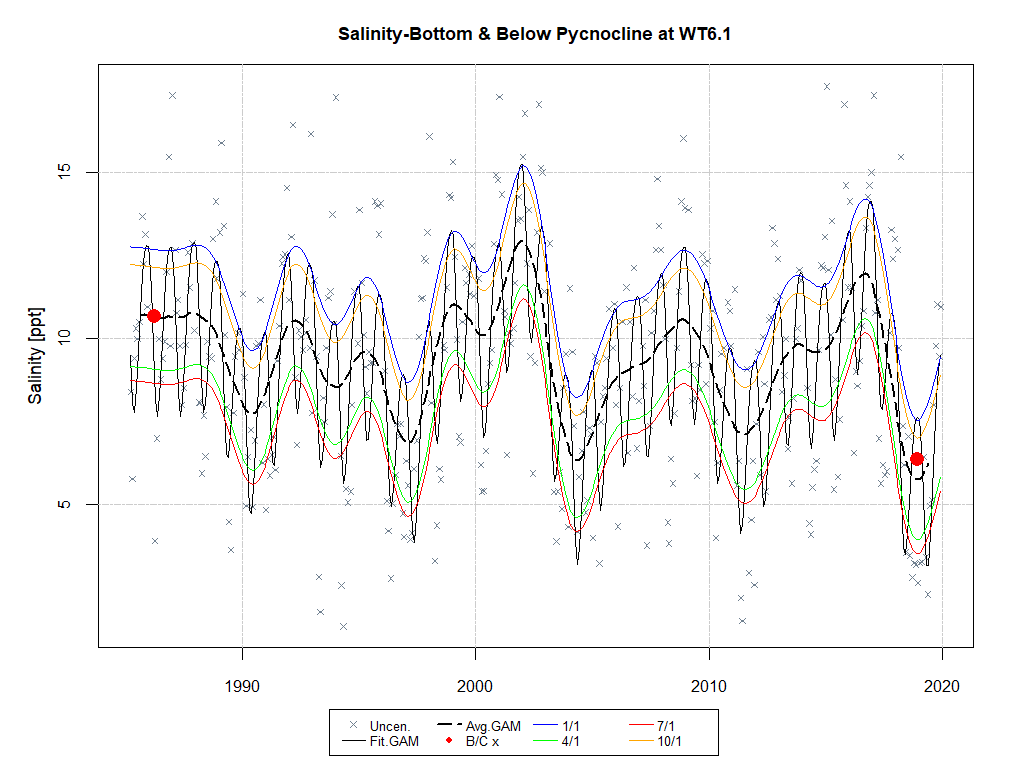 Salinity-Bottom & Below Pycnocline at WT6.1
Salinity [ppt]
15
10
5
1990 2000 2010 2020
Uncen. Avg.GAM 1/1 7/1
Fit.GAM B/C x 4/1 10/1